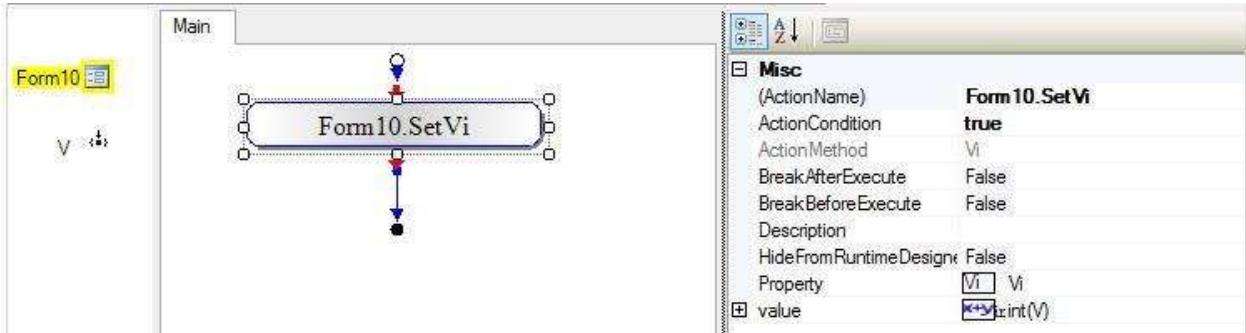 Main
Form10
V
Form10.SetVi
Misc
(ActionName) Form10.SetVi
ActionCondition true
ActionMethod Vi
BreakAfterExecute False
BreakBeforeExecute False
Description
HideFromRuntimeDesigne False
Property Vi Vi
value int(V)